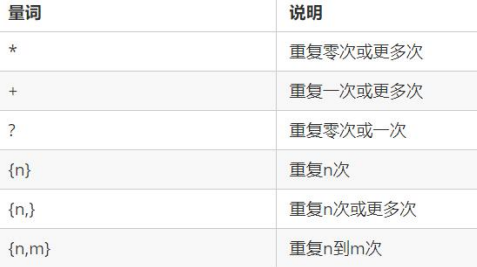 量词 说明
* 重复零次或更多次
+ 重复一次或更多次
? 重复零次或一次
{n} 重复n次
{n,} 重复n次或更多次
{n,m} 重复n到m次